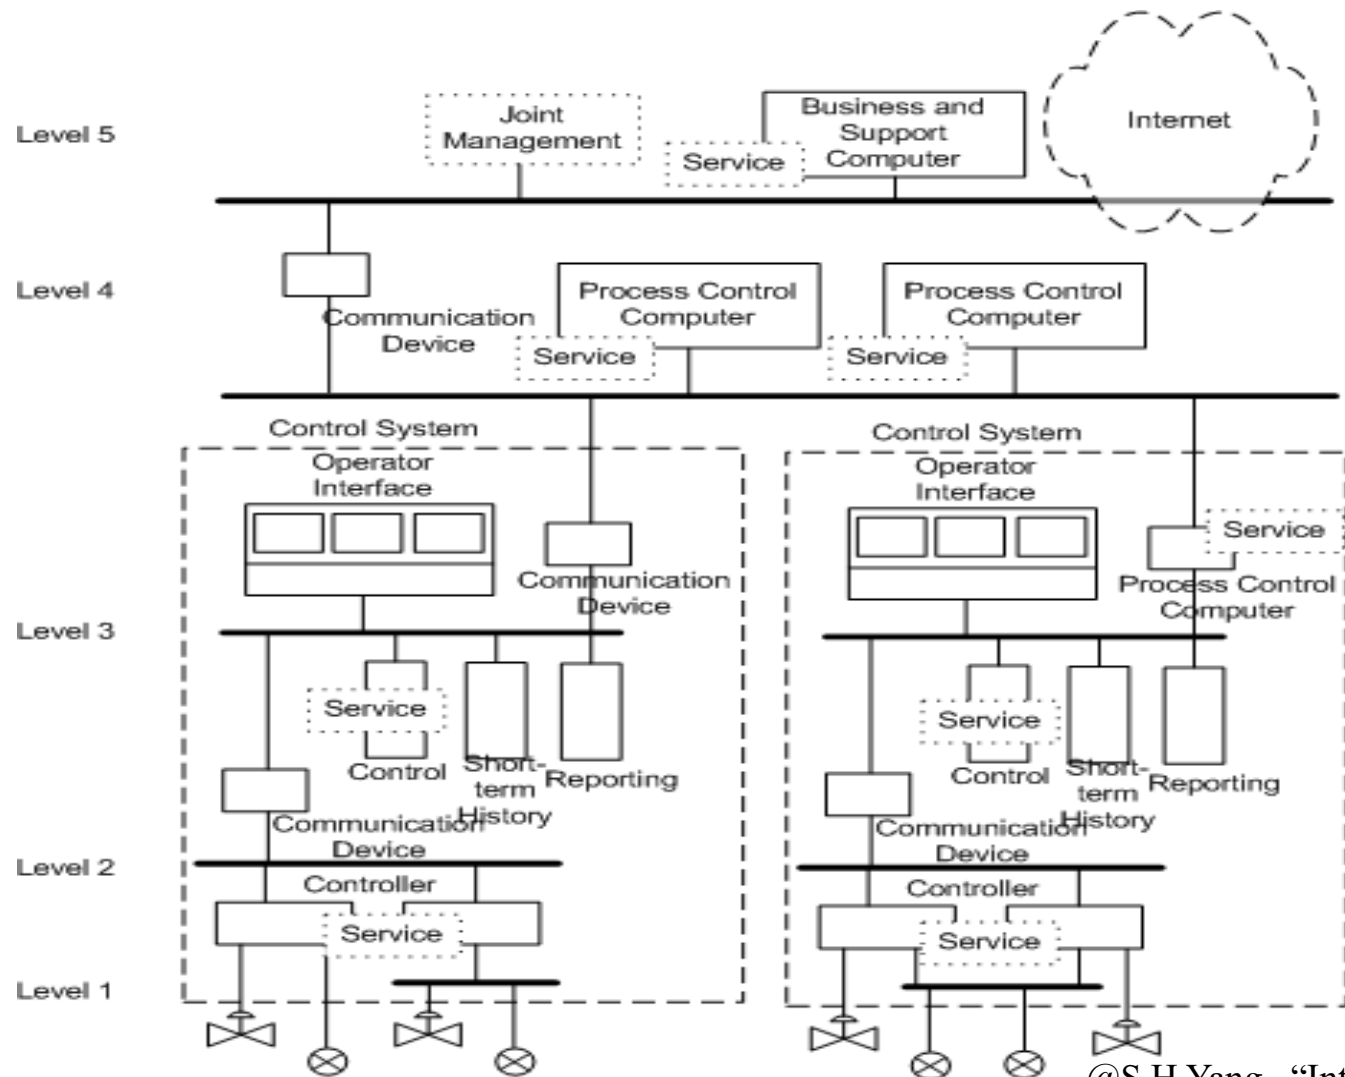 Level 5
Joint
Management
Service
Business and
Support
Computer
Internet
Level 4
Communication
Device
Process Control
Computer
Service
Process Control
Computer
Service
Control System
Operator
Interface
Communication
Device
Control System
Operator
Interface
Service
Process Control
Computer
Level 3
Service
Control
Short-
term
History
Reporting
Communication
Device
Service
Control
Short-
term
History
Reporting
Communication
Device
Level 2
Controller
Service
Controller
Service
Level 1
@S.H.Yang, "Int